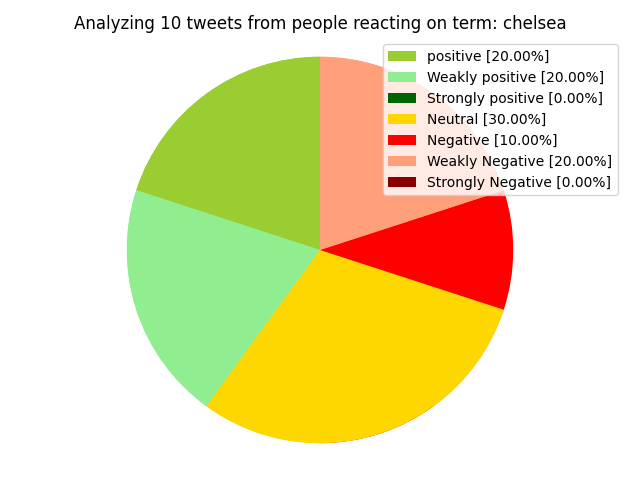 Analyzing 10 tweets from people reacting on term: chelsea
positive [20.00%]
Weakly positive [20.00%]
Strongly positive [0.00%]
Neutral [30.00%]
Negative [10.00%]
Weakly Negative [20.00%]
Strongly Negative [0.00%]